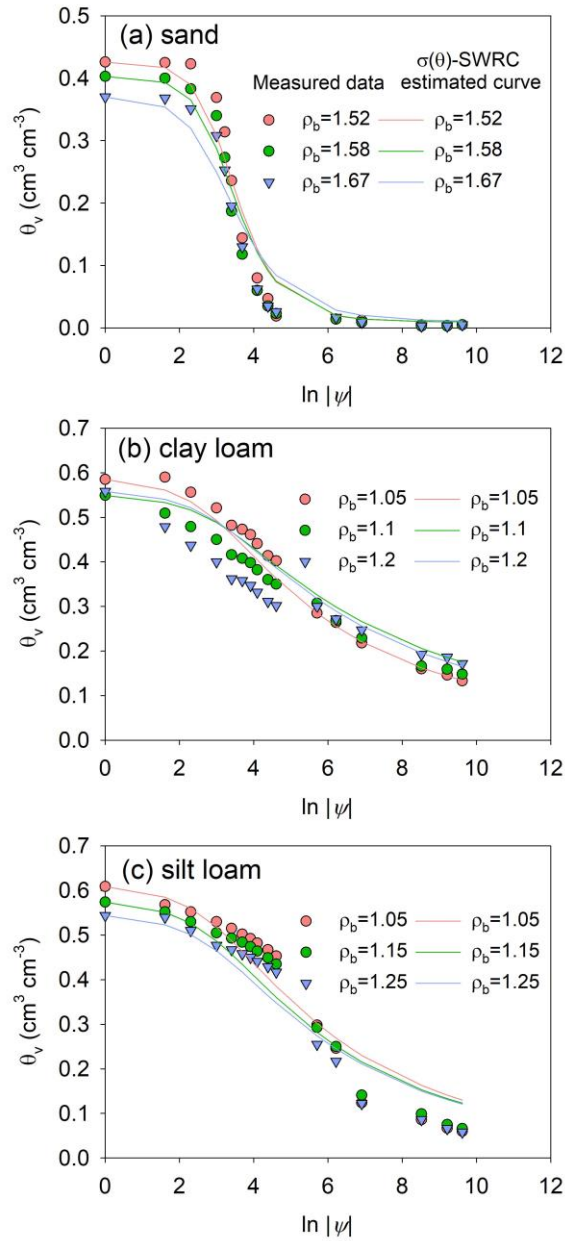 (a) sand
σ(θ)-SWRC
Measured data estimated curve
ρb=1.52 ρb=1.52
ρb=1.58 ρb=1.58
ρb=1.67 ρb=1.67
0.5
0.4
0.3
0.2
0.1
0.0
θv (cm3 cm-3)
0 2 4 6 8 10 12
ln |ψ|
(b) clay loam
ρb=1.05 ρb=1.05
ρb=1.1 ρb=1.1
ρb=1.2 ρb=1.2
0.7
0.6
0.5
0.4
0.3
0.2
0.1
0.0
θv (cm3 cm-3)
0 2 4 6 8 10 12
ln |ψ|
(c) silt loam
ρb=1.05 ρb=1.05
ρb=1.15 ρb=1.15
ρb=1.25 ρb=1.25
0.7
0.6
0.5
0.4
0.3
0.2
0.1
0.0
θv (cm3 cm-3)
0 2 4 6 8 10 12
ln |ψ|